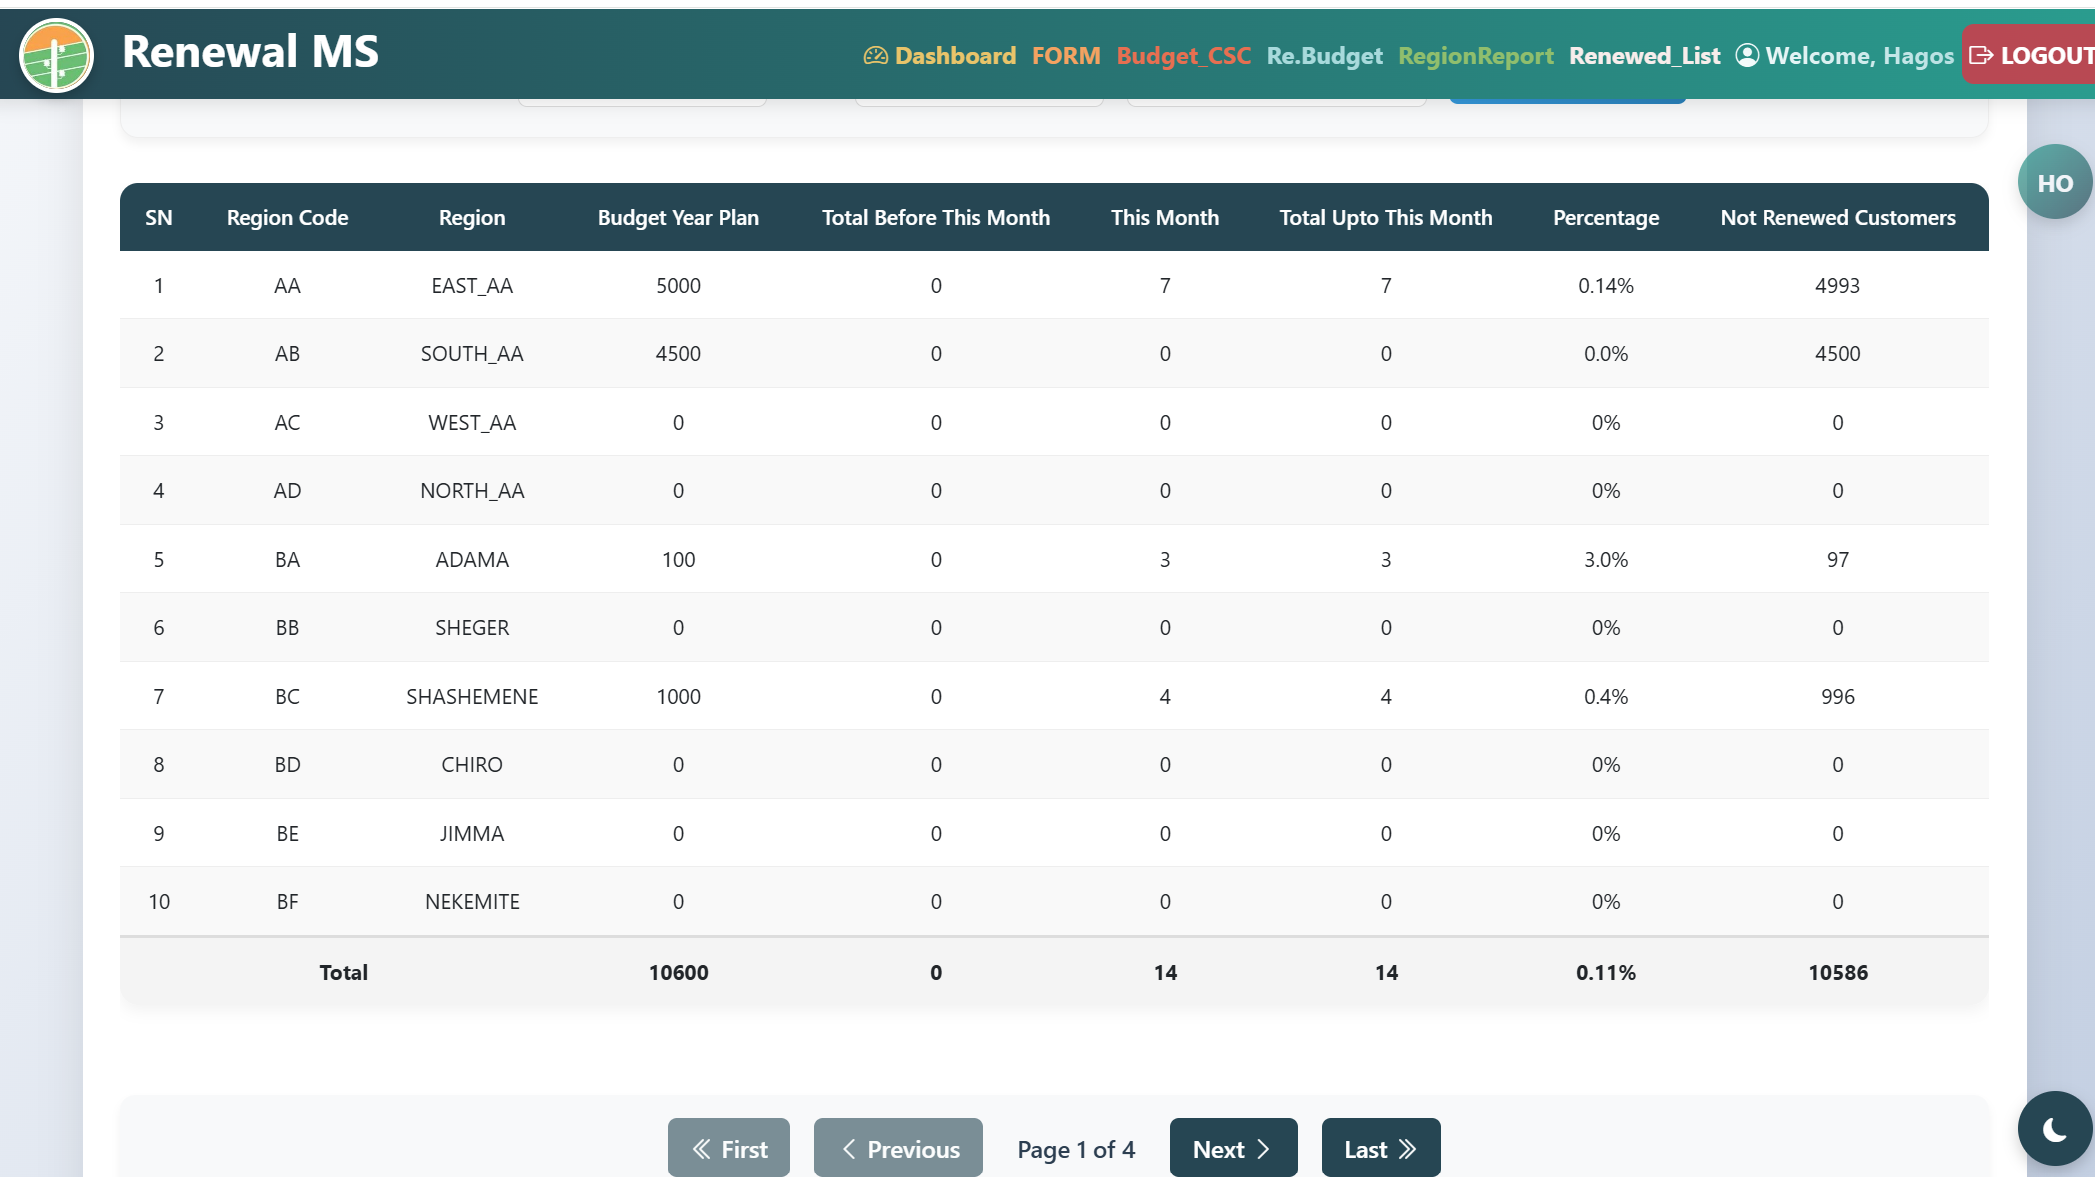 Renewal MS
Dashboard FORM Budget_CSC Re.Budget RegionReport Renewed_List Welcome, Hagos LOGOUT
HO
SN Region Code Region Budget Year Plan Total Before This Month This Month Total Upto This Month Percentage Not Renewed Customers
1 AA EAST_AA 5000 0 7 7 0.14% 4993
2 AB SOUTH_AA 4500 0 0 0 0.0% 4500
3 AC WEST_AA 0 0 0 0 0% 0
4 AD NORTH_AA 0 0 0 0 0% 0
5 BA ADAMA 100 0 3 3 3.0% 97
6 BB SHEGER 0 0 0 0 0% 0
7 BC SHASHEMENE 1000 0 4 4 0.4% 996
8 BD CHIRO 0 0 0 0 0% 0
9 BE JIMMA 0 0 0 0 0% 0
10 BF NEKEMITE 0 0 0 0 0% 0
Total 10600 0 14 14 0.11% 10586
First Previous Page 1 of 4 Next Last